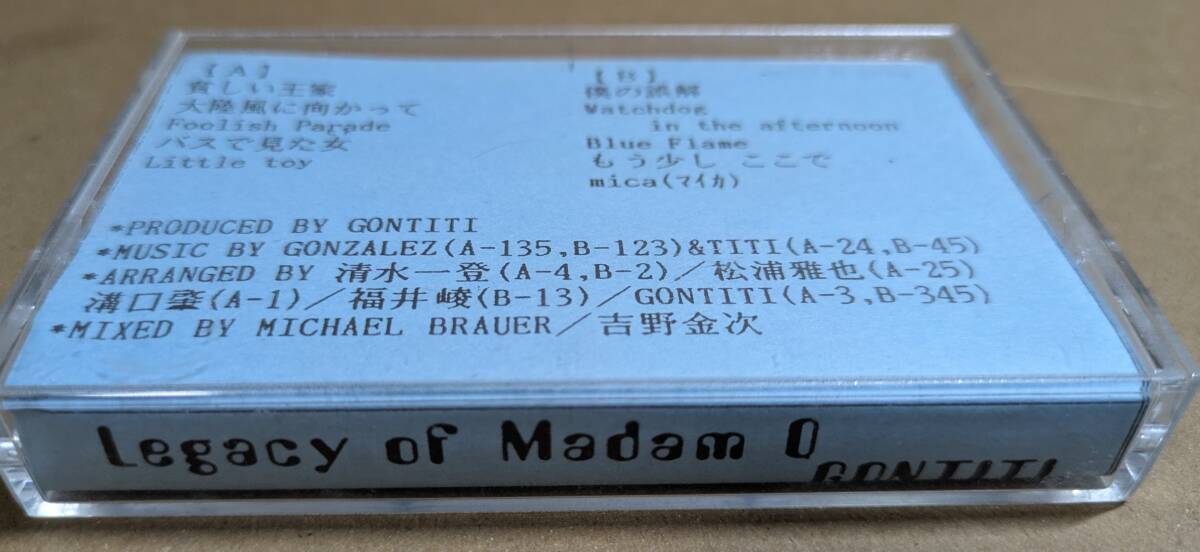 【A】
貧しい王家
大陸風に向かって
Foolish Parade
バスで見た女
Little toy
【B】
僕の誤解
Watchdog
in the afternoon
Blue Flame
もう少し ここで
mica(マイカ)
*PRODUCED BY GONTITI
*MUSIC BY GONZALEZ(A-135,B-123)&TITI(A-24,B-45)
*ARRANGED BY 清水一登(A-4,B-2)／松浦雅也(A-25)
溝口肇(A-1)／福井峻(B-13)／GONTITI(A-3,B-345)
*MIXED BY MICHAEL BRAUER／吉野金次
Legacy of Madam O
GONTITI